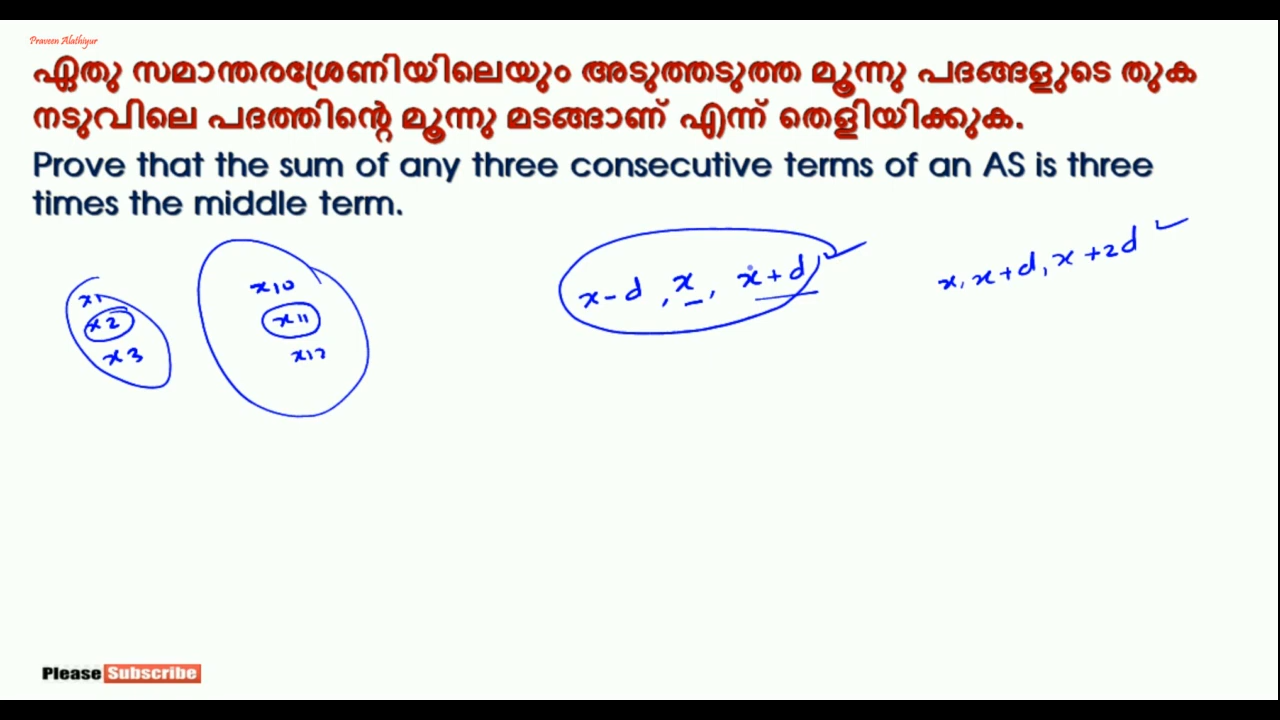 Praveen Alathiyur
ഏതു സമാന്തരശ്രേണിയിലെയും അടുത്തടുത്ത മൂന്നു പദങ്ങളുടെ തുക
നടുവിലെ പദത്തിന്റെ മൂന്നു മടങ്ങാണ് എന്ന് തെളിയിക്കുക.
Prove that the sum of any three consecutive terms of an AS is three
times the middle term.
x1
x2
x3
x10
x11
x12
x-d, x, x+d
x, x+d, x+2d
Please Subscribe